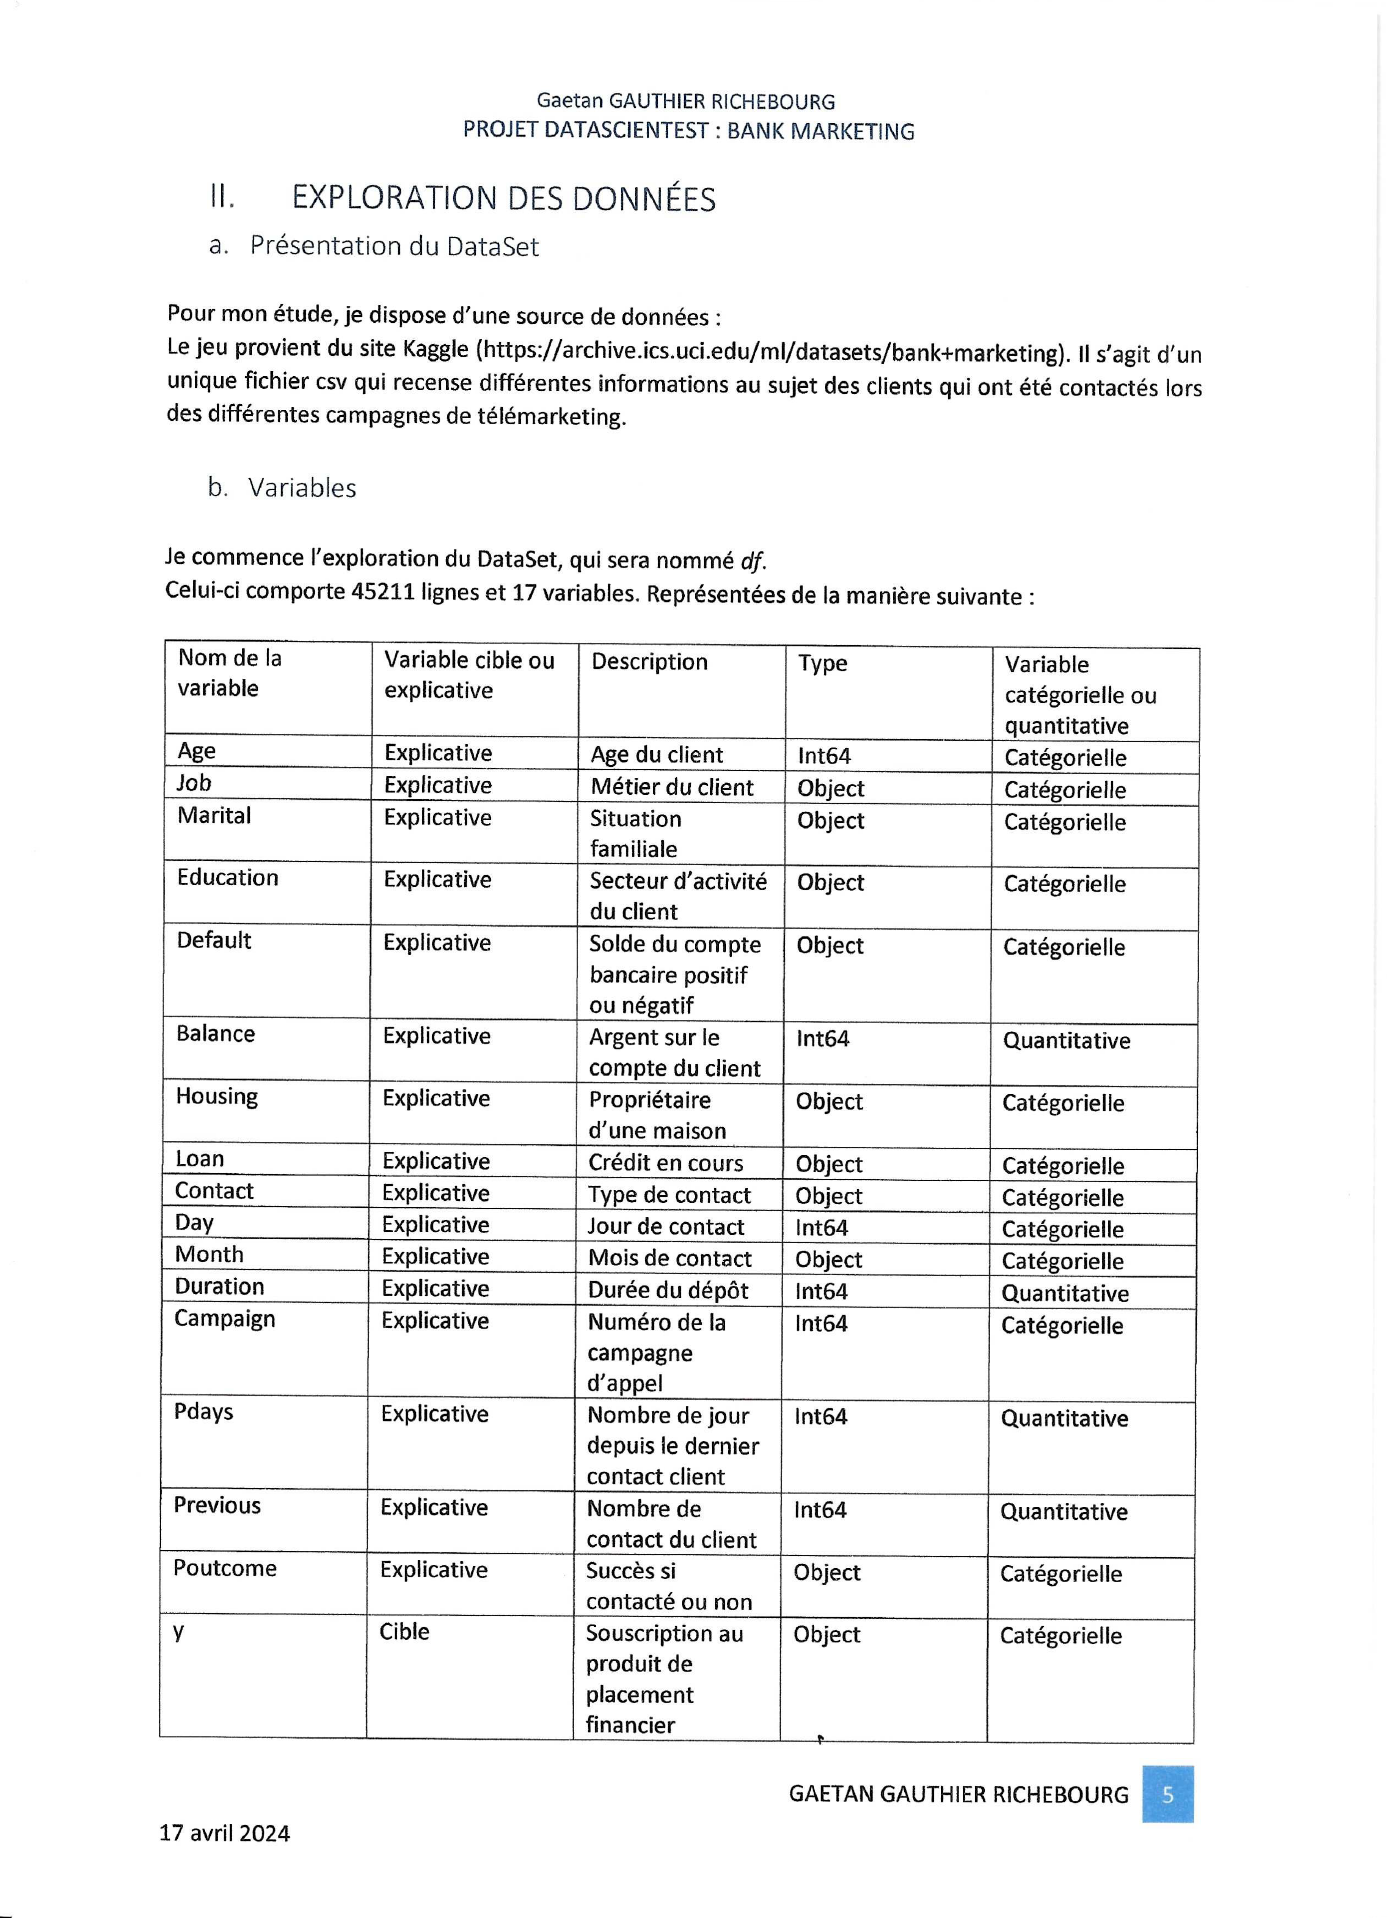 Gaetan GAUTHIER RICHEBOURG
PROJET DATASCIENTEST : BANK MARKETING
II. EXPLORATION DES DONNÉES
a. Présentation du DataSet
Pour mon étude, je dispose d'une source de données :
Le jeu provient du site Kaggle (https://archive.ics.uci.edu/ml/datasets/bank+marketing). Il s'agit d'un
unique fichier csv qui recense différentes informations au sujet des clients qui ont été contactés lors
des différentes campagnes de télémarketing.
b. Variables
Je commence l'exploration du DataSet, qui sera nommé df.
Celui-ci comporte 45211 lignes et 17 variables. Représentées de la manière suivante :
Nom de la
variable
Variable cible ou
explicative
Description
Type
Variable
catégorielle ou
quantitative
Age
Explicative
Age du client
Int64
Catégorielle
Job
Explicative
Métier du client
Object
Catégorielle
Marital
Explicative
Situation
familiale
Object
Catégorielle
Education
Explicative
Secteur d'activité
du client
Object
Catégorielle
Default
Explicative
Solde du compte
bancaire positif
ou négatif
Object
Catégorielle
Balance
Explicative
Argent sur le
compte du client
Int64
Quantitative
Housing
Explicative
Propriétaire
d'une maison
Object
Catégorielle
Loan
Explicative
Crédit en cours
Object
Catégorielle
Contact
Explicative
Type de contact
Object
Catégorielle
Day
Explicative
Jour de contact
Int64
Catégorielle
Month
Explicative
Mois de contact
Object
Catégorielle
Duration
Explicative
Durée du dépôt
Int64
Quantitative
Campaign
Explicative
Numéro de la
campagne
d'appel
Int64
Catégorielle
Pdays
Explicative
Nombre de jour
depuis le dernier
contact client
Int64
Quantitative
Previous
Explicative
Nombre de
contact du client
Int64
Quantitative
Poutcome
Explicative
Succès si
contacté ou non
Object
Catégorielle
y
Cible
Souscription au
produit de
placement
financier
Object
Catégorielle
GAETAN GAUTHIER RICHEBOURG 5
17 avril 2024